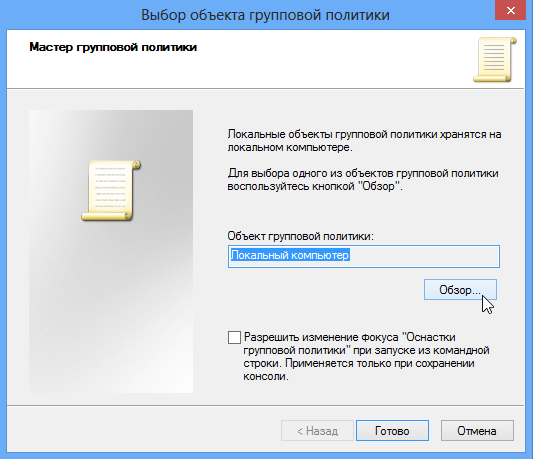 Выбор объекта групповой политики
Мастер групповой политики
Локальные объекты групповой политики хранятся на
локальном компьютере.
Для выбора одного из объектов групповой политики
воспользуйтесь кнопкой "Обзор".
Объект групповой политики:
Локальный компьютер
Обзор...
Разрешить изменение фокуса "Оснастки
групповой политики" при запуске из командной
строки. Применяется только при сохранении
консоли.
< Назад
Готово
Отмена